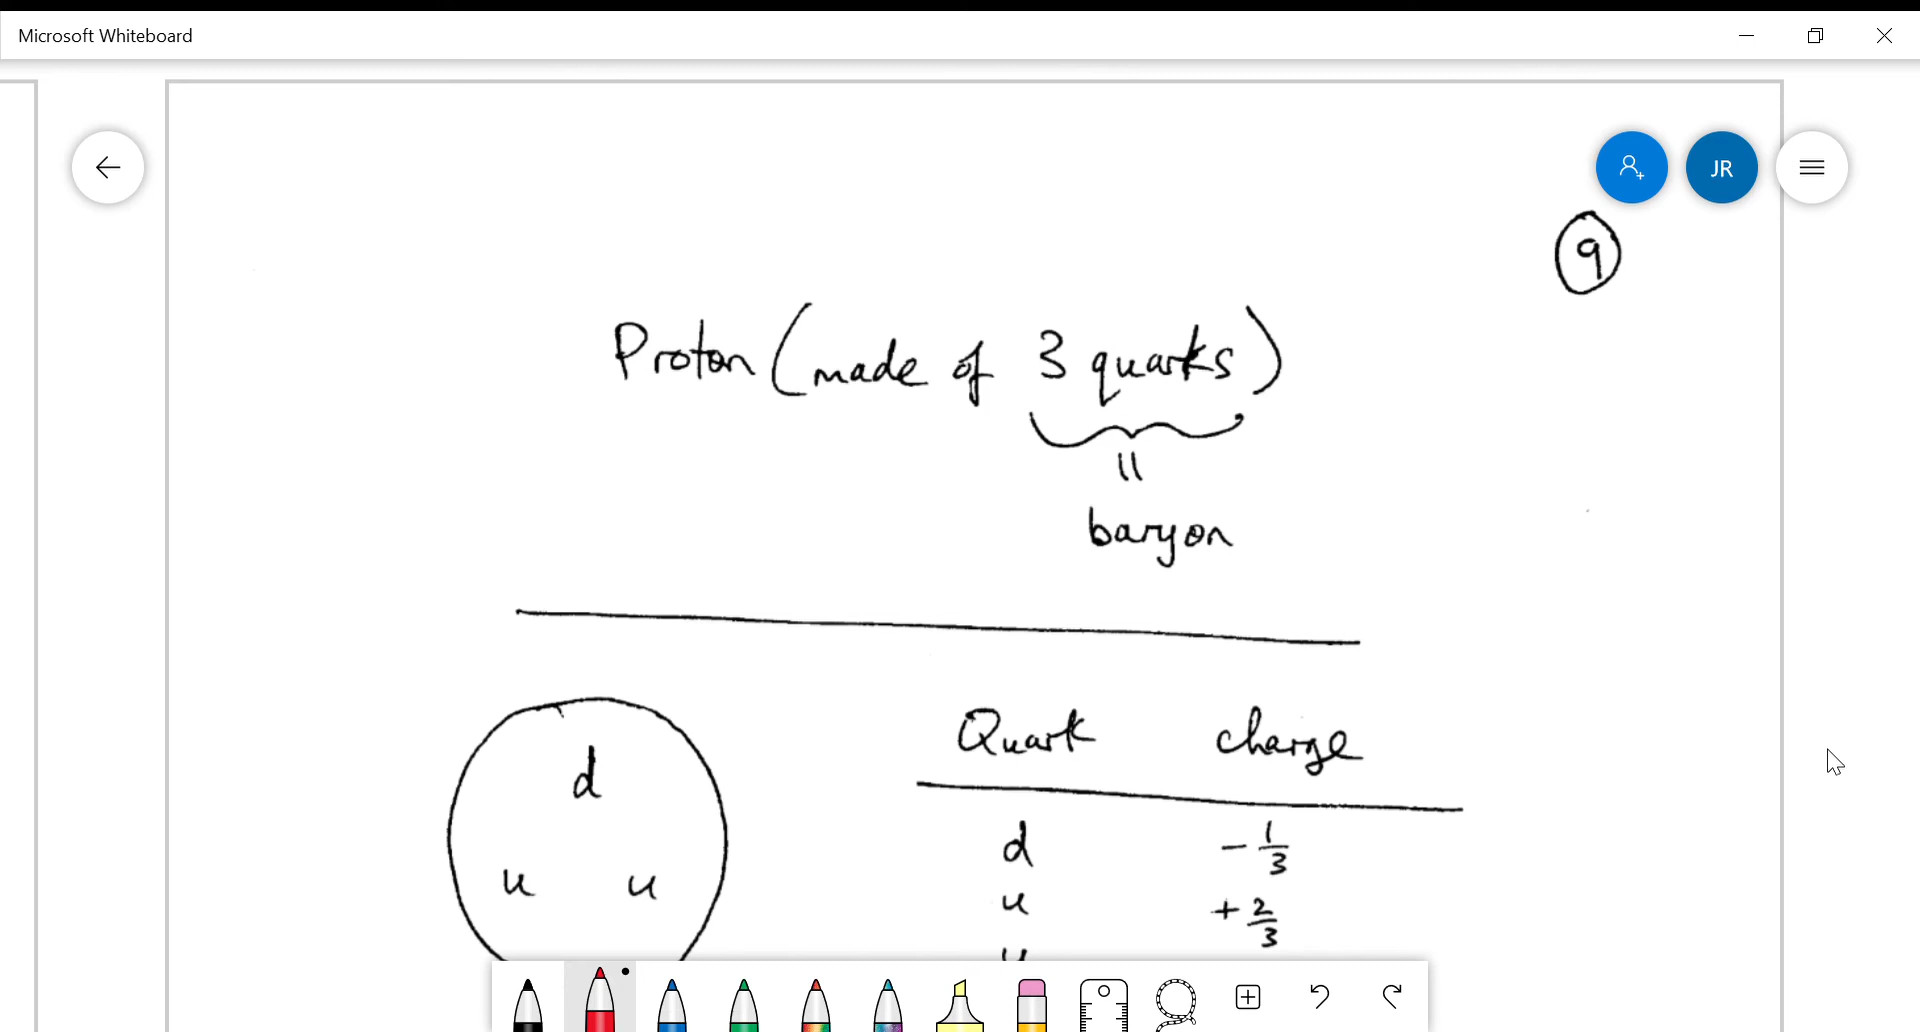 Microsoft Whiteboard
JR
9
Proton (made of 3 quarks)
=
baryon
Quark charge
d
d -1/3
u u
u +2/3
u